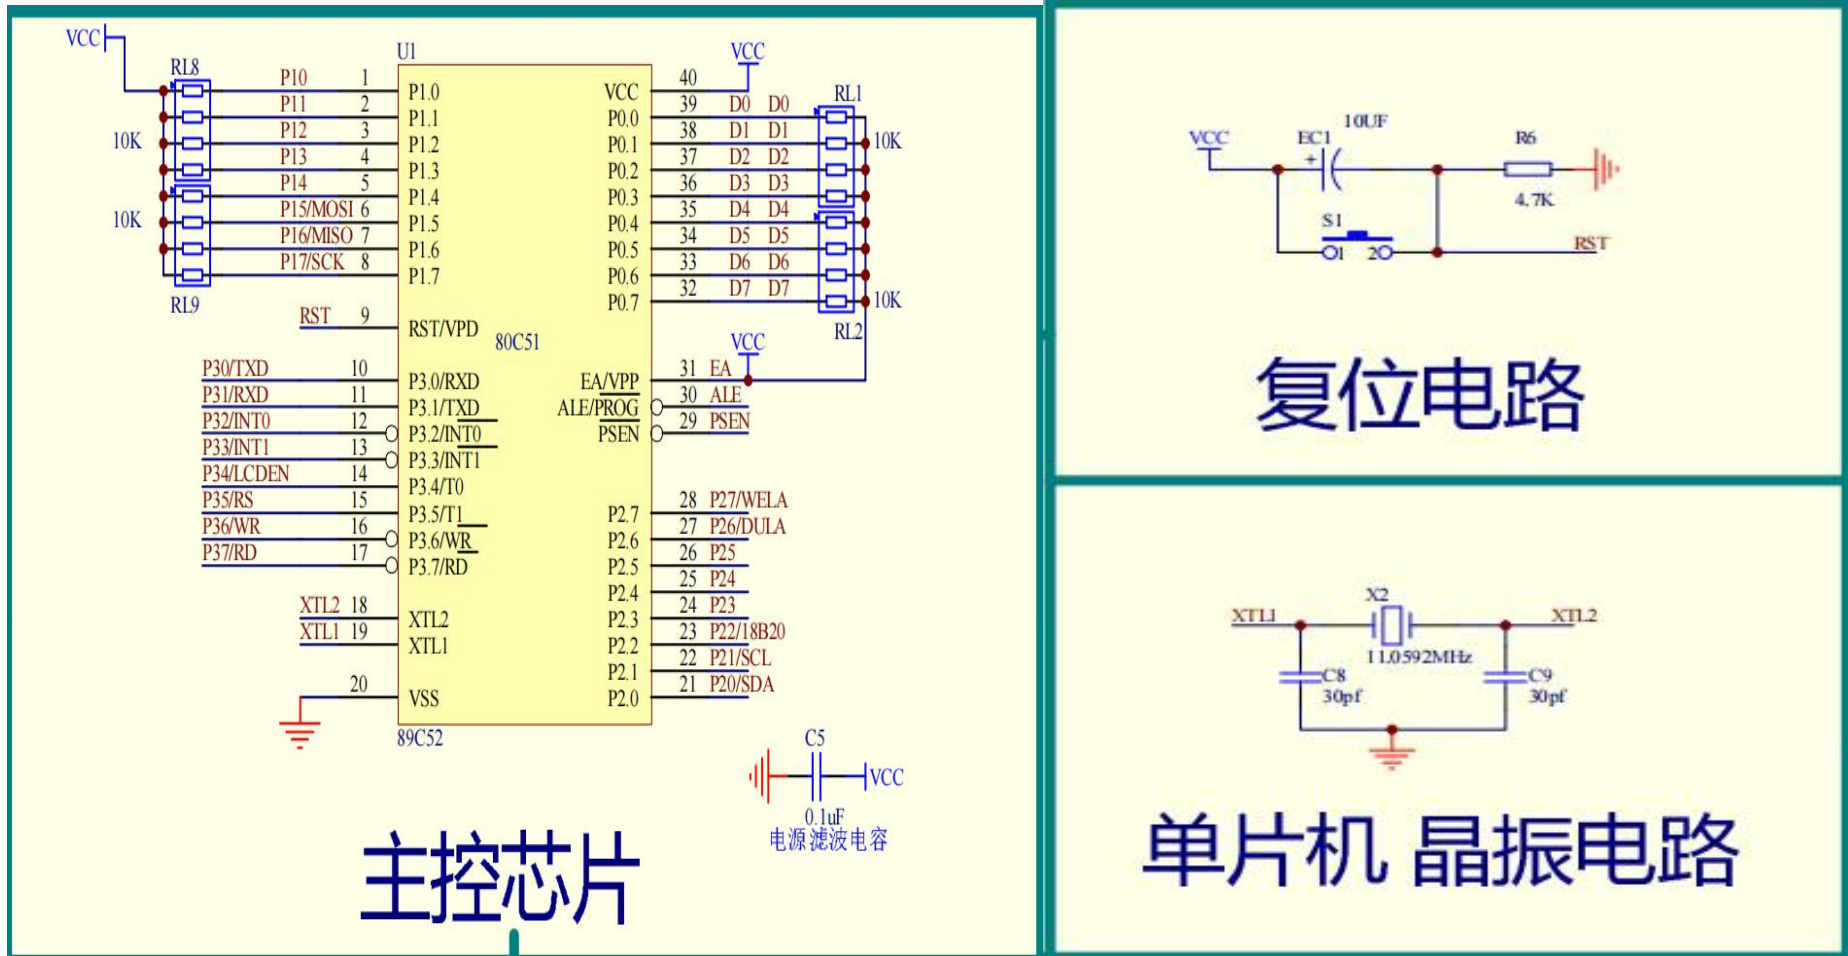 VCC
U1
VCC
RL8
P10 1 P1.0
P11 2 P1.1
P12 3 P1.2
P13 4 P1.3
P14 5 P1.4
P15/MOSI 6 P1.5
P16/MISO 7 P1.6
P17/SCK 8 P1.7
10K
10K
RL9
RST 9 RST/VPD
80C51
P30/TXD 10 P3.0/RXD
P31/RXD 11 P3.1/TXD
P32/INT0 12 P3.2/INT0
P33/INT1 13 P3.3/INT1
P34/LCDEN 14 P3.4/T0
P35/RS 15 P3.5/T1
P36/WR 16 P3.6/WR
P37/RD 17 P3.7/RD
XTL2 18 XTL2
XTL1 19 XTL1
20 VSS
89C52
VCC 40
P0.0 39 D0 D0
P0.1 38 D1 D1
P0.2 37 D2 D2
P0.3 36 D3 D3
P0.4 35 D4 D4
P0.5 34 D5 D5
P0.6 33 D6 D6
P0.7 32 D7 D7
RL1
10K
10K
RL2
VCC
EA/VPP 31 EA
ALE/PROG 30 ALE
PSEN 29 PSEN
P2.7 28 P27/WELA
P2.6 27 P26/DULA
P2.5 26 P25
P2.4 25 P24
P2.3 24 P23
P2.2 23 P22/18B20
P2.1 22 P21/SCL
P2.0 21 P20/SDA
C5
VCC
0.1uF
电源滤波电容
主控芯片
10UF
VCC EC1 R6
+
4.7K
S1
1 2
RST
复位电路
X2
XTL1 XTL2
11.0592MHz
C8 C9
30pf 30pf
单片机 晶振电路